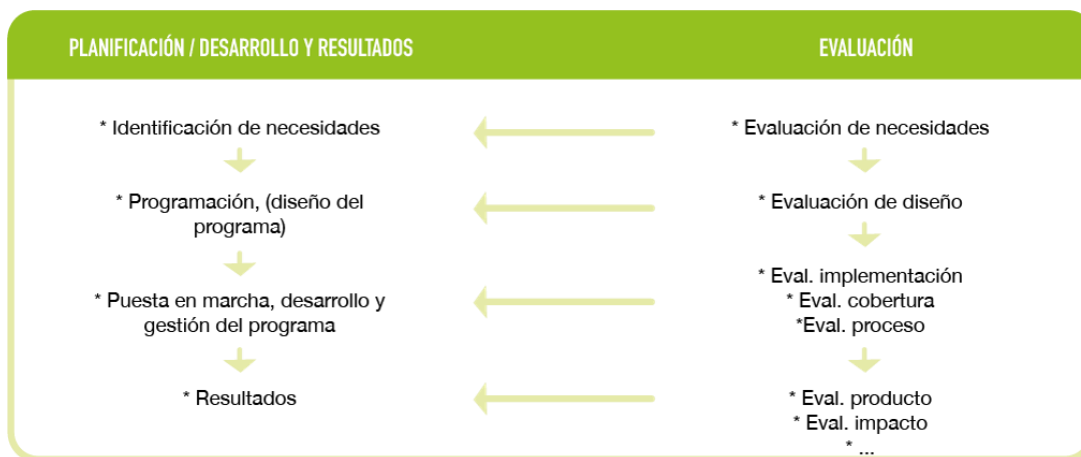 PLANIFICACIÓN / DESARROLLO Y RESULTADOS
EVALUACIÓN
* Identificación de necesidades
* Evaluación de necesidades
* Programación, (diseño del
programa)
* Evaluación de diseño
* Puesta en marcha, desarrollo y
gestión del programa
* Eval. implementación
* Eval. cobertura
*Eval. proceso
* Resultados
* Eval. producto
* Eval. impacto
* ...